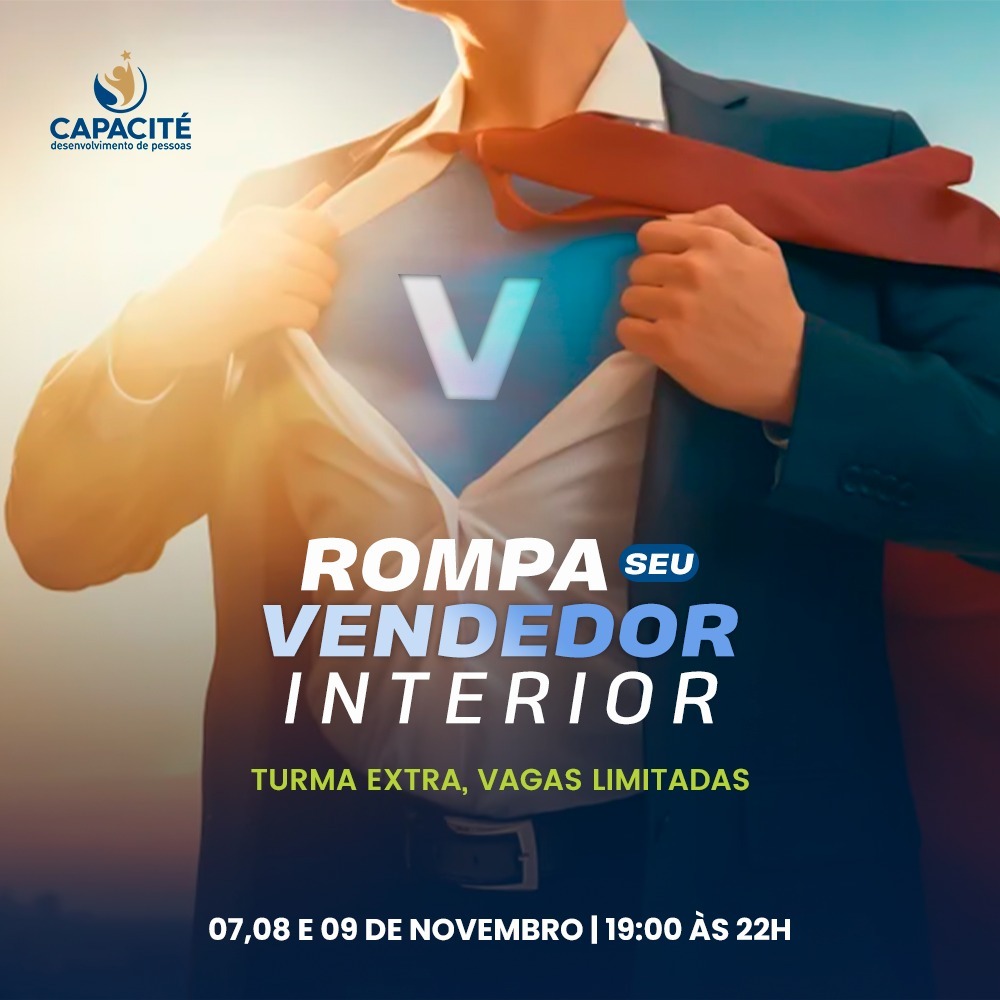 CAPACITÉ
desenvolvimento de pessoas
V
ROMPA SEU
VENDEDOR
INTERIOR
TURMA EXTRA, VAGAS LIMITADAS
07,08 E 09 DE NOVEMBRO | 19:00 ÀS 22H